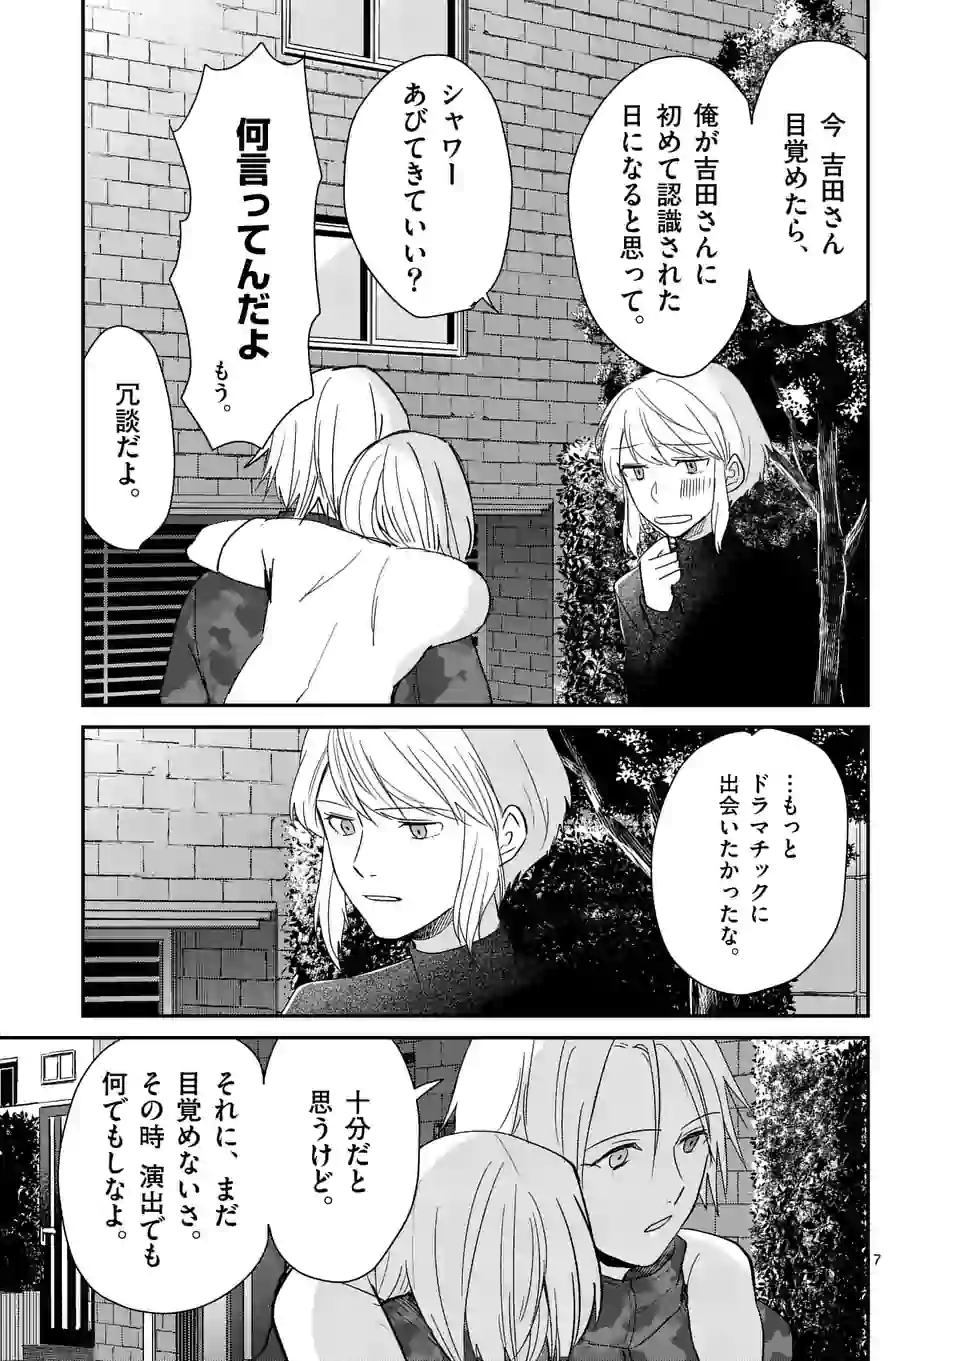 今 吉田さん
目覚めたら、
俺が吉田さんに
初めて認識された
日になると思って。
シャワー
あびてきていい?
何言ってんだよ
もう。
冗談だよ。
…もっと
ドラマチックに
出会いたかったな。
十分だと
思うけど。
それに、まだ
目覚めないさ。
その時 演出でも
何でもしなよ。
7